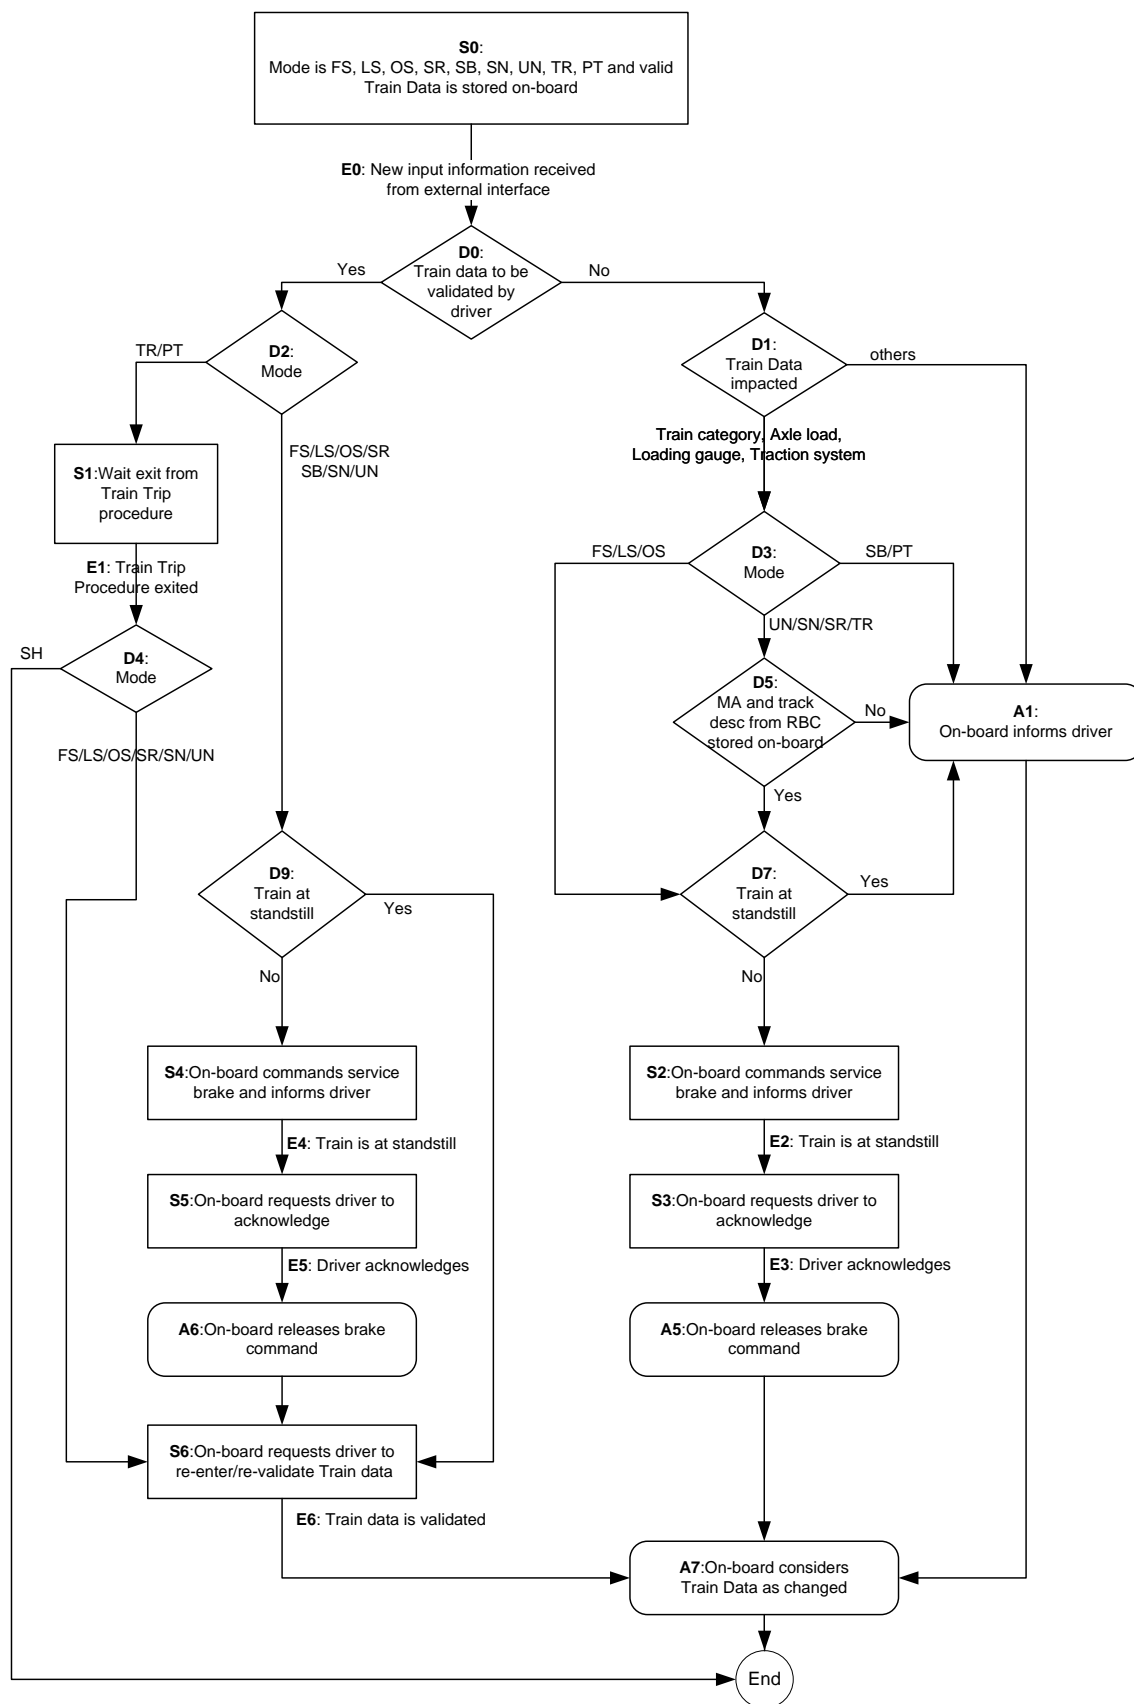 S0:
Mode is FS, LS, OS, SR, SB, SN, UN, TR, PT and valid
Train Data is stored on-board
E0: New input information received
from external interface
D0:
Train data to be
validated by
driver
Yes
No
D2:
Mode
TR/PT
D1:
Train Data
impacted
others
S1:Wait exit from
Train Trip
procedure
FS/LS/OS/SR
SB/SN/UN
Train category, Axle load,
Loading gauge, Traction system
E1: Train Trip
Procedure exited
FS/LS/OS
D3:
Mode
SB/PT
UN/SN/SR/TR
SH
D4:
Mode
D5:
MA and track
desc from RBC
stored on-board
No
A1:
On-board informs driver
FS/LS/OS/SR/SN/UN
Yes
D9:
Train at
standstill
Yes
D7:
Train at
standstill
Yes
No
No
S4:On-board commands service
brake and informs driver
S2:On-board commands service
brake and informs driver
E4: Train is at standstill
E2: Train is at standstill
S5:On-board requests driver to
acknowledge
S3:On-board requests driver to
acknowledge
E5: Driver acknowledges
E3: Driver acknowledges
A6:On-board releases brake
command
A5:On-board releases brake
command
S6:On-board requests driver to
re-enter/re-validate Train data
E6: Train data is validated
A7:On-board considers
Train Data as changed
End